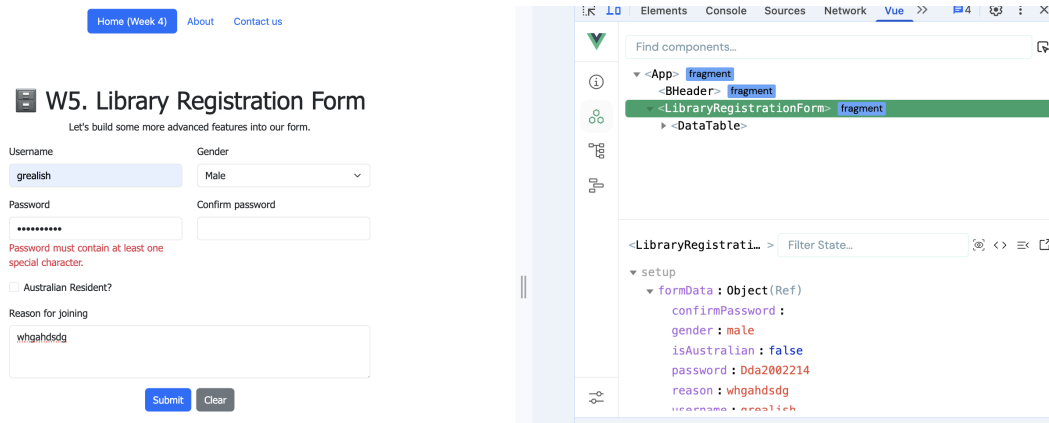 Home (Week 4) About Contact us
🗄️ W5. Library Registration Form
Let's build some more advanced features into our form.
Username Gender
grealish Male
Password Confirm password
••••••••••
Password must contain at least one
special character.
Australian Resident?
Reason for joining
whgahdsdg
Submit Clear
Elements Console Sources Network Vue >> 4
Find components...
<App> fragment
<BHeader> fragment
<LibraryRegistrationForm> fragment
<DataTable>
<LibraryRegistrati… > Filter State...
setup
formData : Object(Ref)
confirmPassword :
gender : male
isAustralian : false
password : Dda2002214
reason : whgahdsdg
username : grealish